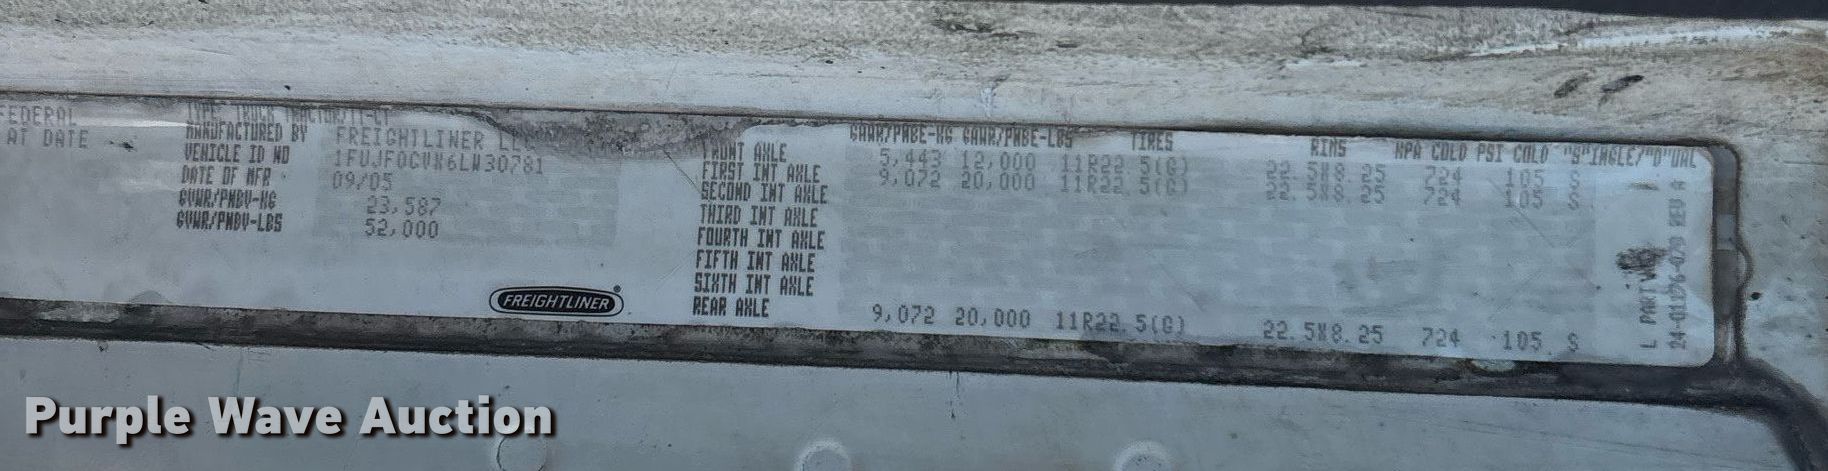 FEDERAL
AT DATE
TYPE TRUCK TRACTOR/TT-CT
MANUFACTURED BY FREIGHTLINER LLC
VEHICLE ID NO 1FUJF0CVX6LW30781
DATE OF MFR 09/05
GVWR/PNBV-KG 23,587
GVWR/PNBV-LBS 52,000
FREIGHTLINER
GAWR/PNBE-KG GAWR/PNBE-LBS TIRES RIMS KPA COLD PSI COLD "S"INGLE/"D"UAL
FRONT AXLE 5,443 12,000 11R22.5(G) 22.5X8.25 724 105 S
FIRST INT AXLE 9,072 20,000 11R22.5(G) 22.5X8.25 724 105 S
SECOND INT AXLE
THIRD INT AXLE
FOURTH INT AXLE
FIFTH INT AXLE
SIXTH INT AXLE
REAR AXLE 9,072 20,000 11R22.5(G) 22.5X8.25 724 105 S
L PART
REV A
Purple Wave Auction